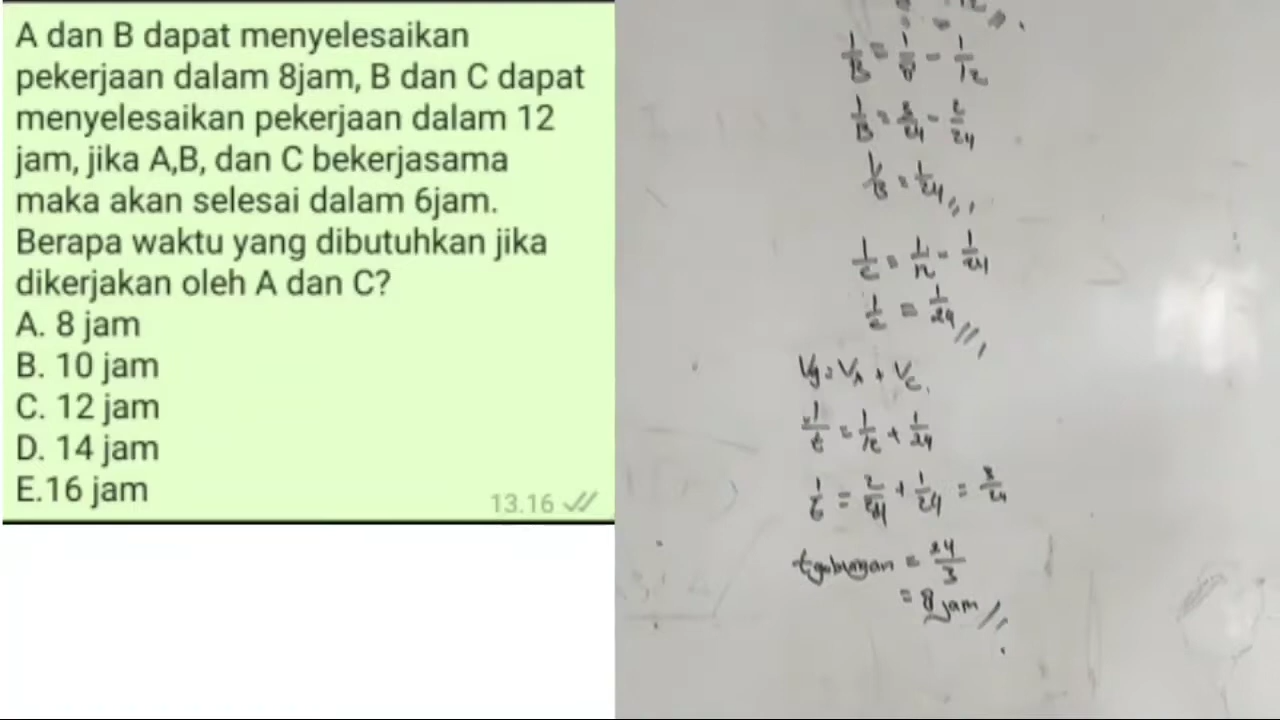 A dan B dapat menyelesaikan
pekerjaan dalam 8jam, B dan C dapat
menyelesaikan pekerjaan dalam 12
jam, jika A,B, dan C bekerjasama
maka akan selesai dalam 6jam.
Berapa waktu yang dibutuhkan jika
dikerjakan oleh A dan C?
A. 8 jam
B. 10 jam
C. 12 jam
D. 14 jam
E.16 jam
13.16
1/B = 1/8 - 1/12
1/B = 3/24 - 2/24
1/B = 1/24
1/C = 1/12 - 1/24
1/C = 1/24
Vg = VA + VC
1/t = 1/12 + 1/24
1/t = 2/24 + 1/24 = 3/24
tgabungan = 24/3
= 8 jam